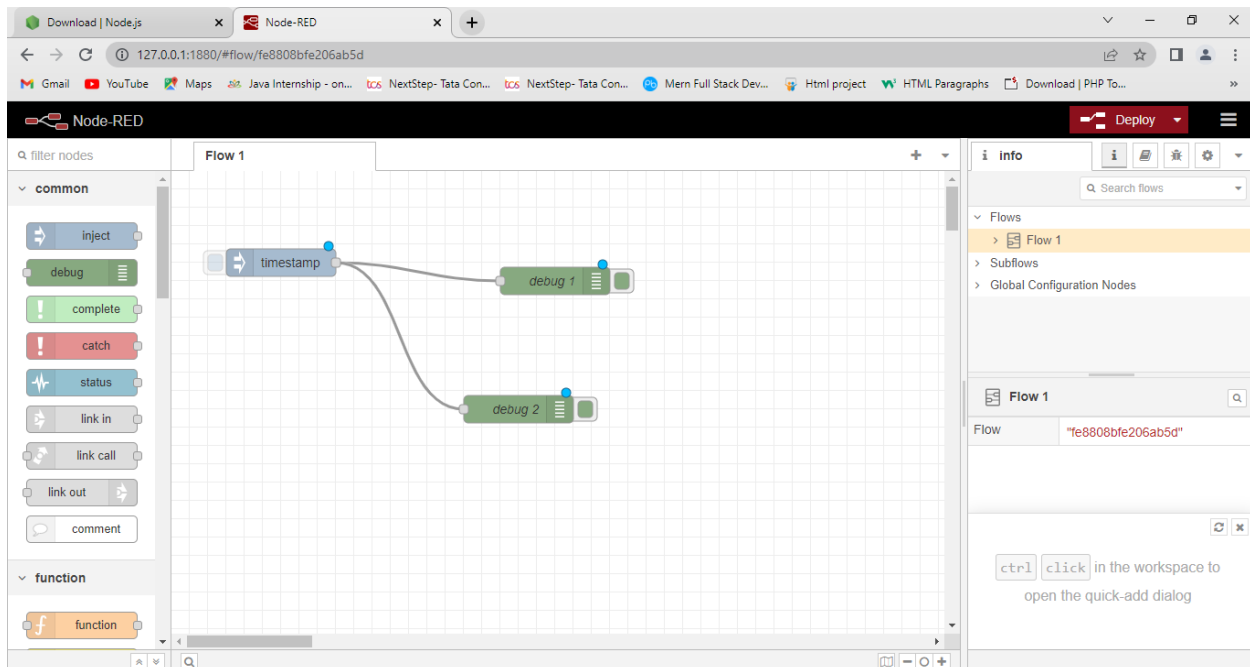 Download | Node.js
Node-RED
127.0.0.1:1880/#flow/fe8808bfe206ab5d
Gmail YouTube Maps Java Internship - on... tcs NextStep- Tata Con... tcs NextStep- Tata Con... Pb Mern Full Stack Dev... Html project HTML Paragraphs Download | PHP To... »
Node-RED
Deploy
filter nodes
Flow 1
i info
i
Search flows
common
inject
debug
complete
catch
status
link in
link call
link out
comment
function
function
timestamp
debug 1
debug 2
Flows
Flow 1
Subflows
Global Configuration Nodes
Flow 1
Flow "fe8808bfe206ab5d"
ctrl click in the workspace to
open the quick-add dialog